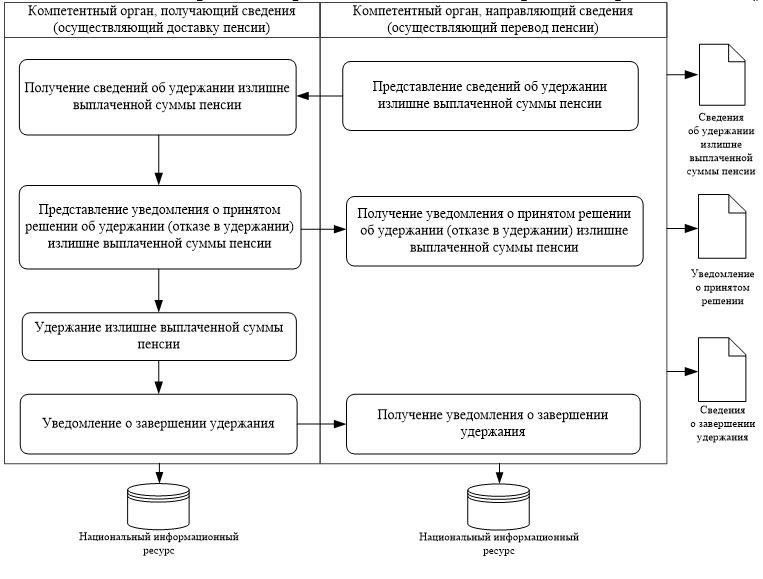 Компетентный орган, получающий сведения
(осуществляющий доставку пенсии)
Компетентный орган, направляющий сведения
(осуществляющий перевод пенсии)
Получение сведений об удержании излишне
выплаченной суммы пенсии
Представление сведений об удержании
излишне выплаченной суммы пенсии
Сведения
об удержании
излишне
выплаченной
суммы пенсии
Представление уведомления о принятом
решении об удержании (отказе в удержании)
излишне выплаченной суммы пенсии
Получение уведомления о принятом решении
об удержании (отказе в удержании) излишне
выплаченной суммы пенсии
Уведомление
о принятом
решении
Удержание излишне выплаченной суммы
пенсии
Уведомление о завершении удержания
Получение уведомления о завершении
удержания
Сведения
о завершении
удержания
Национальный информационный
ресурс
Национальный информационный
ресурс